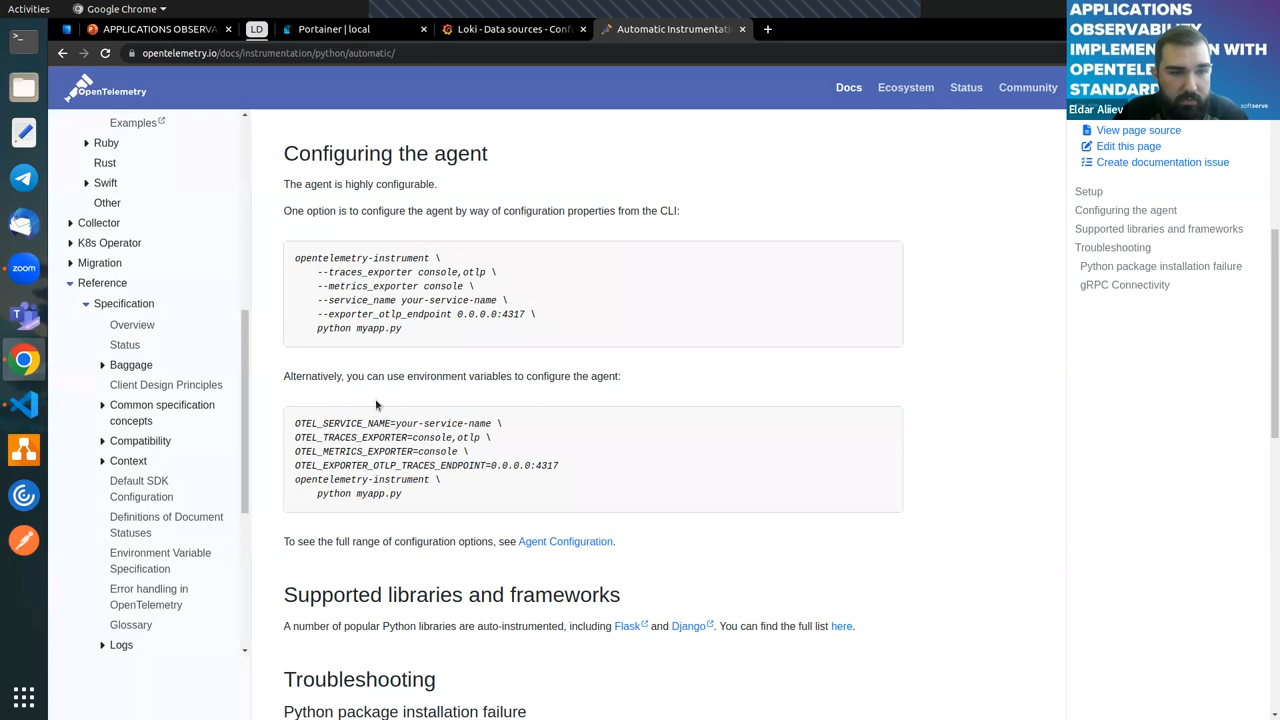 Activities
Google Chrome
APPLICATIONS OBSERVA
LD
Portainer | local
Loki - Data sources - Confi
Automatic Instrumentati
opentelemetry.io/docs/instrumentation/python/automatic/
OpenTelemetry
Docs
Ecosystem
Status
Community
APPLICATIONS
OBSERVABILITY
WITH
STANDARD
softserve
Eldar Aliiev
Examples
Ruby
Rust
Swift
Other
Collector
K8s Operator
Migration
Reference
Specification
Overview
Status
Baggage
Client Design Principles
Common specification
concepts
Compatibility
Context
Default SDK
Configuration
Definitions of Document
Statuses
Environment Variable
Specification
Error handling in
OpenTelemetry
Glossary
Logs
zoom
Configuring the agent
The agent is highly configurable.
One option is to configure the agent by way of configuration properties from the CLI:
opentelemetry-instrument \
--traces_exporter console,otlp \
--metrics_exporter console \
--service_name your-service-name \
--exporter_otlp_endpoint 0.0.0.0:4317 \
python myapp.py
Alternatively, you can use environment variables to configure the agent:
OTEL_SERVICE_NAME=your-service-name \
OTEL_TRACES_EXPORTER=console,otlp \
OTEL_METRICS_EXPORTER=console \
OTEL_EXPORTER_OTLP_TRACES_ENDPOINT=0.0.0.0:4317
opentelemetry-instrument \
python myapp.py
To see the full range of configuration options, see Agent Configuration.
Supported libraries and frameworks
A number of popular Python libraries are auto-instrumented, including Flask and Django. You can find the full list here.
Troubleshooting
Python package installation failure
View page source
Edit this page
Create documentation issue
Setup
Configuring the agent
Supported libraries and frameworks
Troubleshooting
Python package installation failure
gRPC Connectivity